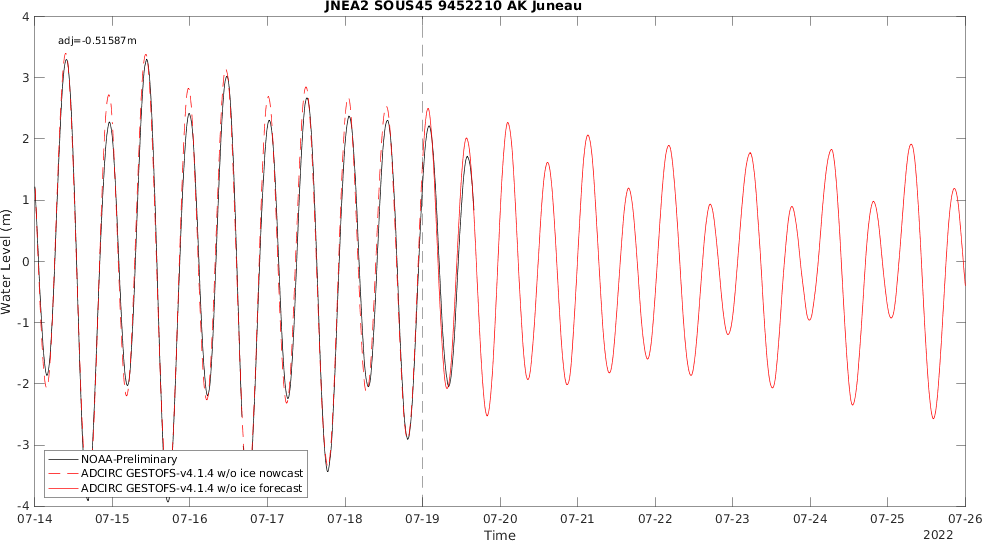 JNEA2 SOUS45 9452210 AK Juneau
adj=-0.51587m
4
3
2
1
0
-1
-2
-3
-4
Water Level (m)
NOAA-Preliminary
ADCIRC GESTOFS-v4.1.4 w/o ice nowcast
ADCIRC GESTOFS-v4.1.4 w/o ice forecast
07-14 07-15 07-16 07-17 07-18 07-19 07-20 07-21 07-22 07-23 07-24 07-25 07-26
Time
2022